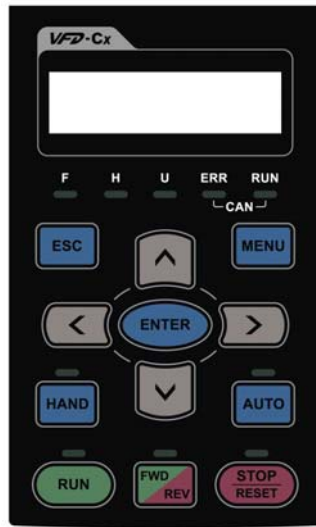 VFD-Cx
F H U ERR RUN
CAN
ESC
MENU
ENTER
HAND
AUTO
RUN
FWD
REV
STOP
RESET